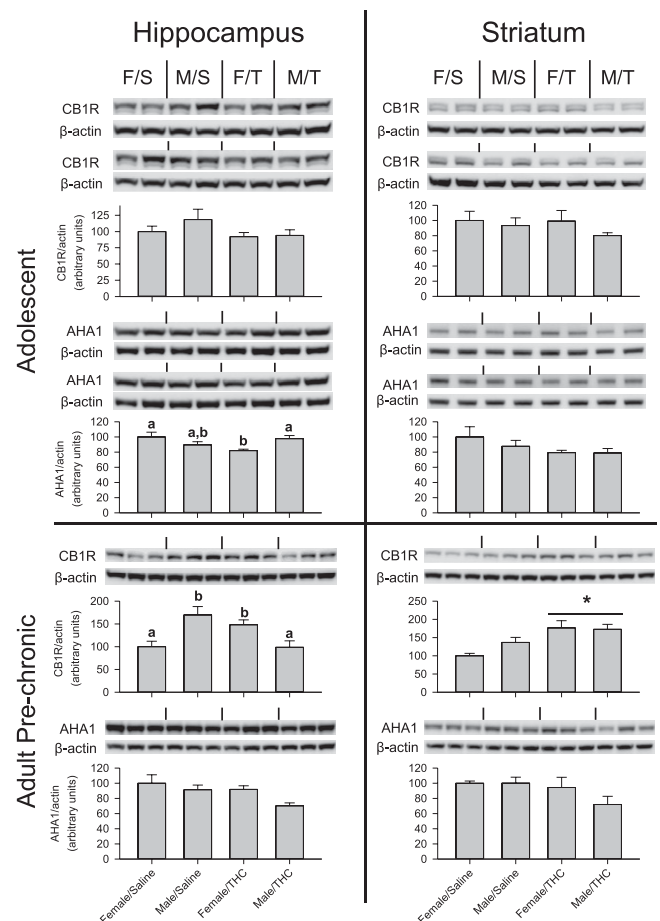 Hippocampus
Striatum
F/S M/S F/T M/T
F/S M/S F/T M/T
Adolescent
CB1R
β-actin
CB1R
β-actin
CB1R/actin
(arbitrary units)
125
100
75
50
25
0
AHA1
β-actin
AHA1
β-actin
AHA1/actin
(arbitrary units)
120
100
80
60
40
20
0
a a,b b a
CB1R
β-actin
CB1R
β-actin
120
100
80
60
40
20
0
AHA1
β-actin
AHA1
β-actin
120
100
80
60
40
20
0
Adult Pre-chronic
CB1R
β-actin
CB1R/actin
(arbitrary units)
200
150
100
50
0
a b b a
AHA1
β-actin
AHA1/actin
(arbitrary units)
120
100
80
60
40
20
0
Female/Saline
Male/Saline
Female/THC
Male/THC
CB1R
β-actin
250
200
150
100
50
0
*
AHA1
β-actin
120
100
80
60
40
20
0
Female/Saline
Male/Saline
Female/THC
Male/THC